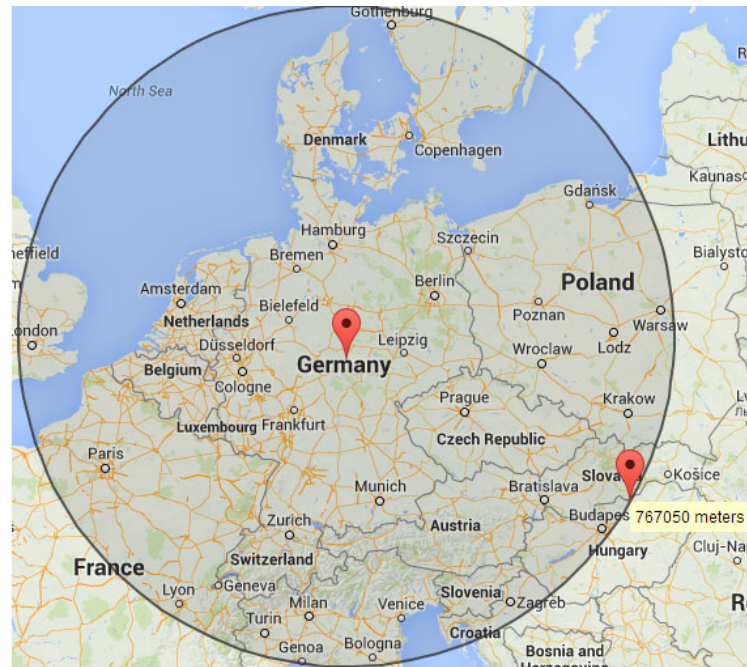 Gothenburg
North Sea
Denmark
Copenhagen
Lithu
Kaunas
Gdańsk
effield
Hamburg
Szczecin
Bremen
Bialysto
Amsterdam
Berlin
Poland
Netherlands
Bielefeld
Poznan
Warsaw
London
Düsseldorf
Leipzig
Lodz
Germany
Wroclaw
Belgium
Cologne
Prague
Krakow
Luxembourg
Frankfurt
Czech Republic
Paris
Slova
Košice
Munich
Bratislava
767050 meters
Austria
Budapes
Zurich
Hungary
Cluj-Na
France
Switzerland
Geneva
Slovenia
Lyon
Milan
Venice
Zagreb
Turin
Croatia
Genoa
Bologna
Bosnia and
Herzegovina